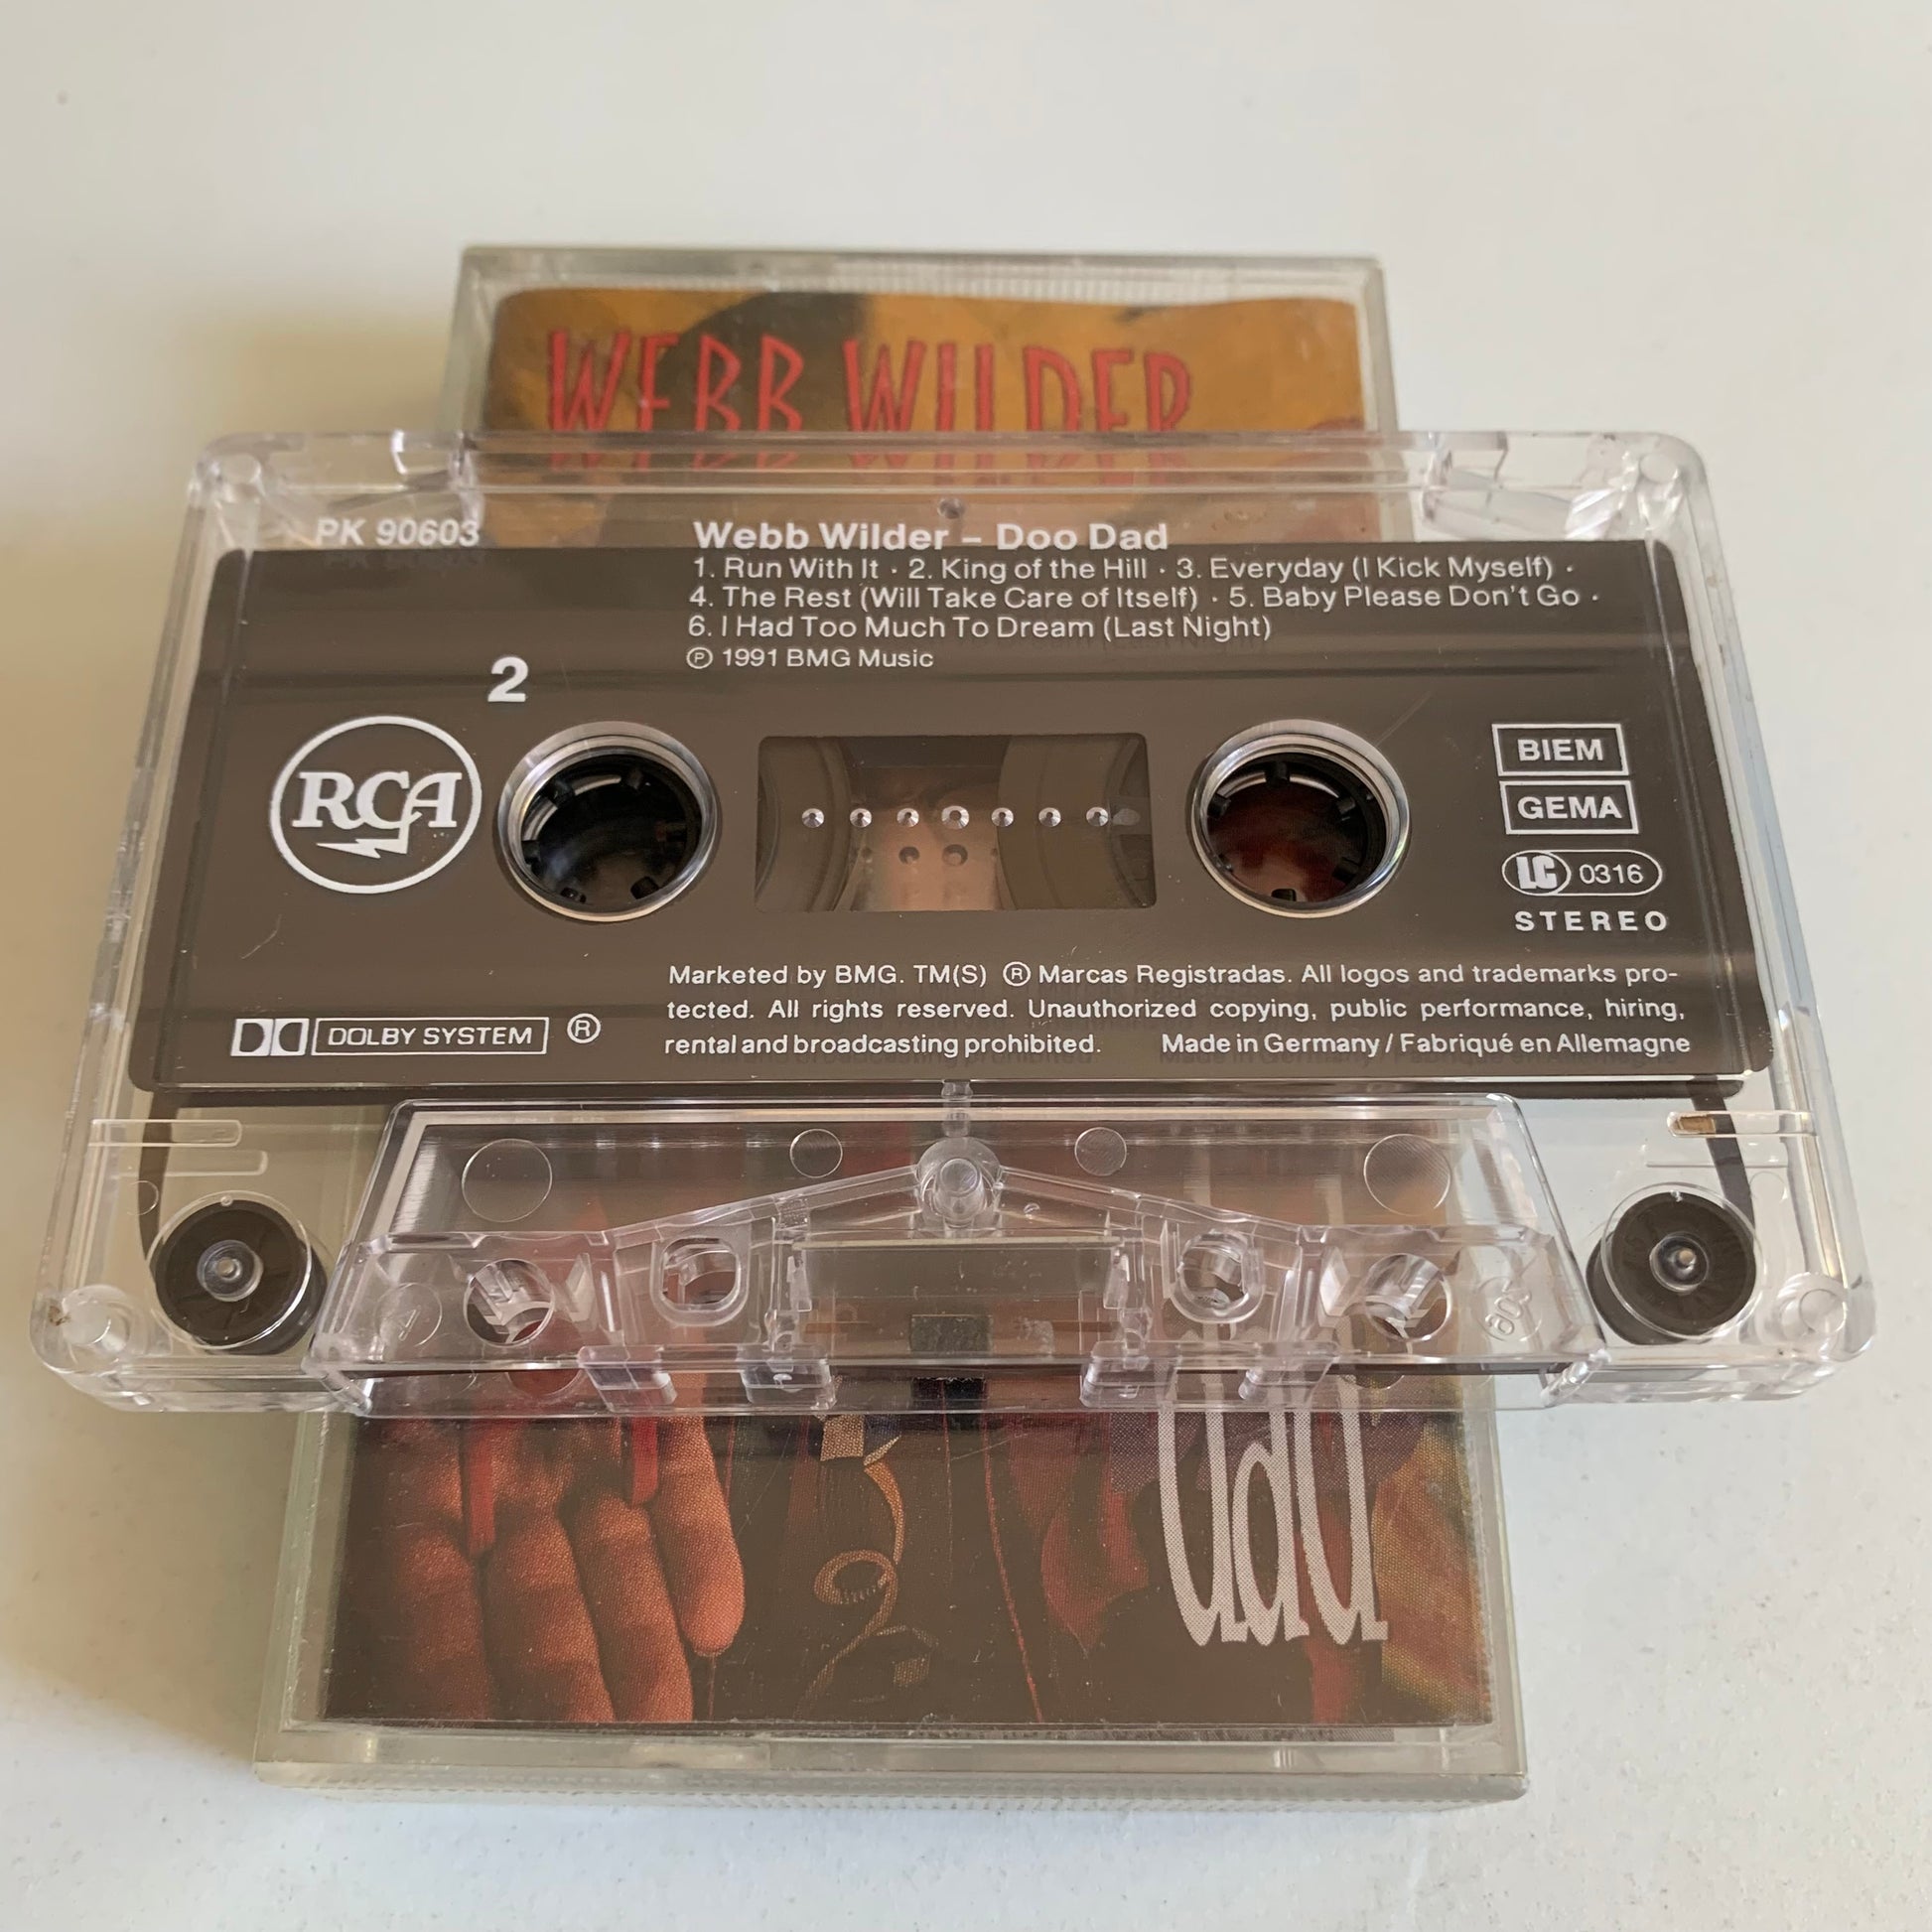 WEBB WILDER
PK 90603
Webb Wilder – Doo Dad
1. Run With It · 2. King of the Hill · 3. Everyday (I Kick Myself) ·
4. The Rest (Will Take Care of Itself) · 5. Baby Please Don't Go ·
6. I Had Too Much To Dream (Last Night)
℗ 1991 BMG Music
2
RCA
BIEM
GEMA
LC 0316
STEREO
Marketed by BMG. TM(S) ® Marcas Registradas. All logos and trademarks pro-
tected. All rights reserved. Unauthorized copying, public performance, hiring,
rental and broadcasting prohibited. Made in Germany / Fabriqué en Allemagne
DOLBY SYSTEM ®
dad